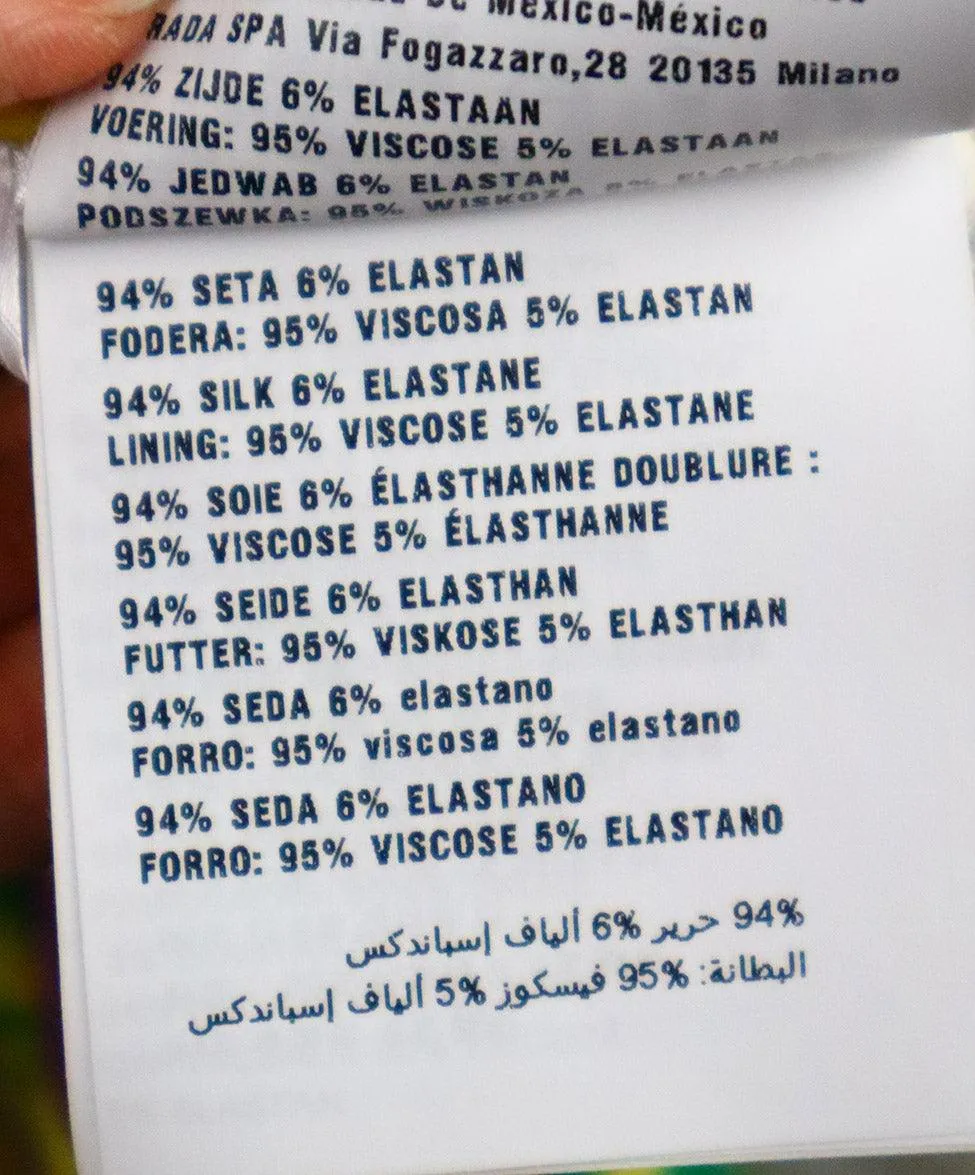 México-México
RADA SPA Via Fogazzaro,28 20135 Milano
94% ZIJDE 6% ELASTAAN
VOERING: 95% VISCOSE 5% ELASTAAN
94% JEDWAB 6% ELASTAN
PODSZEWKA: 95% WISKOZA
94% SETA 6% ELASTAN
FODERA: 95% VISCOSA 5% ELASTAN
94% SILK 6% ELASTANE
LINING: 95% VISCOSE 5% ELASTANE
94% SOIE 6% ÉLASTHANNE DOUBLURE :
95% VISCOSE 5% ÉLASTHANNE
94% SEIDE 6% ELASTHAN
FUTTER: 95% VISKOSE 5% ELASTHAN
94% SEDA 6% elastano
FORRO: 95% viscosa 5% elastano
94% SEDA 6% ELASTANO
FORRO: 95% VISCOSE 5% ELASTANO
94% حرير 6% ألياف إسباندكس
البطانة: 95% فيسكوز 5% ألياف إسباندكس